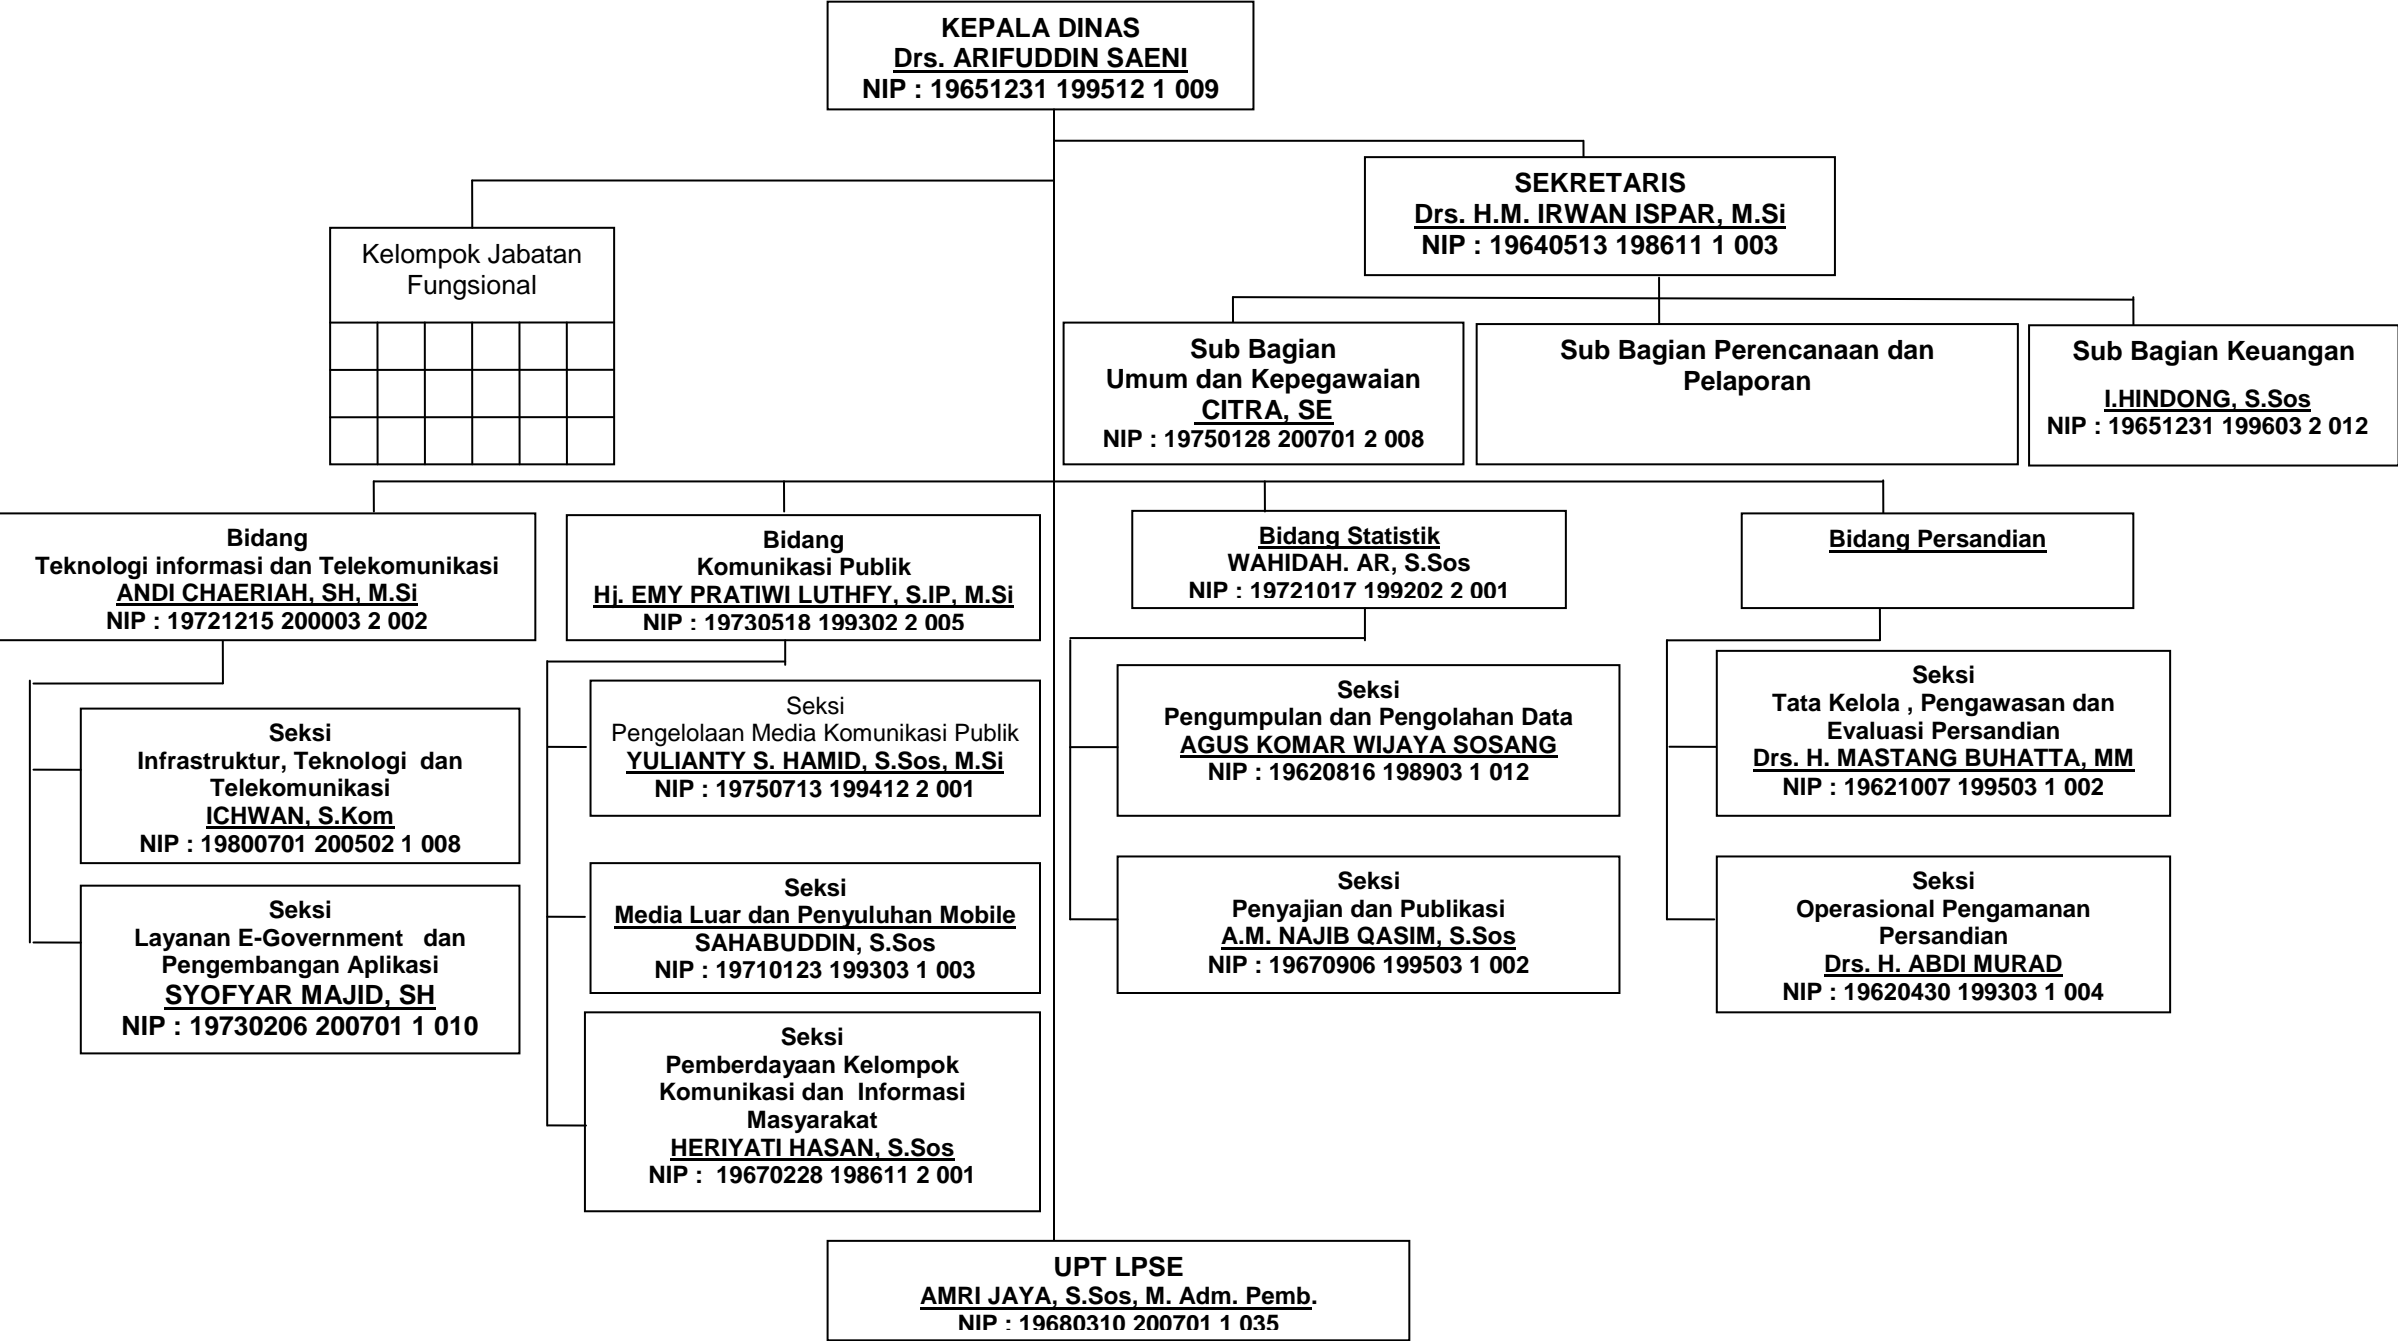 KEPALA DINAS
Drs. ARIFUDDIN SAENI
NIP : 19651231 199512 1 009
SEKRETARIS
Drs. H.M. IRWAN ISPAR, M.Si
NIP : 19640513 198611 1 003
Kelompok Jabatan
Fungsional
Sub Bagian
Umum dan Kepegawaian
CITRA, SE
NIP : 19750128 200701 2 008
Sub Bagian Perencanaan dan
Pelaporan
Sub Bagian Keuangan
I.HINDONG, S.Sos
NIP : 19651231 199603 2 012
Bidang
Teknologi informasi dan Telekomunikasi
ANDI CHAERIAH, SH, M.Si
NIP : 19721215 200003 2 002
Bidang
Komunikasi Publik
Hj. EMY PRATIWI LUTHFY, S.IP, M.Si
NIP : 19730518 199302 2 005
Bidang Statistik
WAHIDAH. AR, S.Sos
NIP : 19721017 199202 2 001
Bidang Persandian
Seksi
Infrastruktur, Teknologi dan
Telekomunikasi
ICHWAN, S.Kom
NIP : 19800701 200502 1 008
Seksi
Layanan E-Government dan
Pengembangan Aplikasi
SYOFYAR MAJID, SH
NIP : 19730206 200701 1 010
Seksi
Pengelolaan Media Komunikasi Publik
YULIANTY S. HAMID, S.Sos, M.Si
NIP : 19750713 199412 2 001
Seksi
Media Luar dan Penyuluhan Mobile
SAHABUDDIN, S.Sos
NIP : 19710123 199303 1 003
Seksi
Pemberdayaan Kelompok
Komunikasi dan Informasi
Masyarakat
HERIYATI HASAN, S.Sos
NIP : 19670228 198611 2 001
Seksi
Pengumpulan dan Pengolahan Data
AGUS KOMAR WIJAYA SOSANG
NIP : 19620816 198903 1 012
Seksi
Penyajian dan Publikasi
A.M. NAJIB QASIM, S.Sos
NIP : 19670906 199503 1 002
Seksi
Tata Kelola , Pengawasan dan
Evaluasi Persandian
Drs. H. MASTANG BUHATTA, MM
NIP : 19621007 199503 1 002
Seksi
Operasional Pengamanan
Persandian
Drs. H. ABDI MURAD
NIP : 19620430 199303 1 004
UPT LPSE
AMRI JAYA, S.Sos, M. Adm. Pemb.
NIP : 19680310 200701 1 035